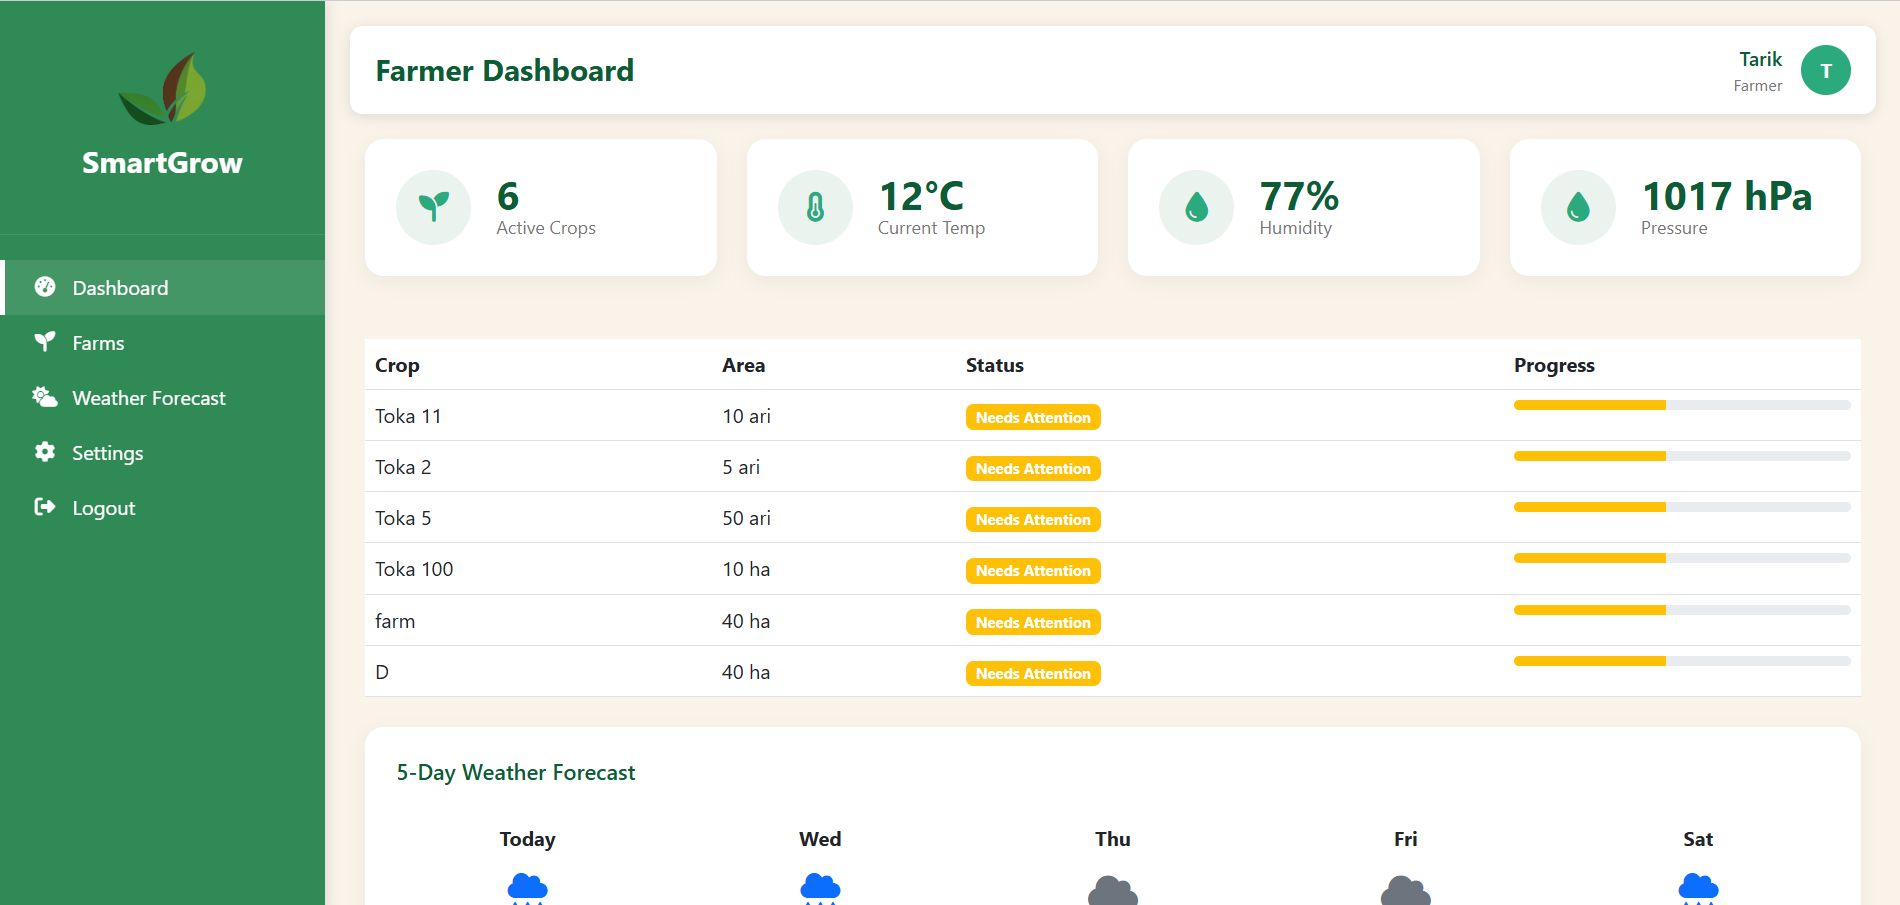 SmartGrow
Dashboard
Farms
Weather Forecast
Settings
Logout
Farmer Dashboard
Tarik
Farmer
T
6
Active Crops
12°C
Current Temp
77%
Humidity
1017 hPa
Pressure
Crop Area Status Progress
Toka 11 10 ari Needs Attention
Toka 2 5 ari Needs Attention
Toka 5 50 ari Needs Attention
Toka 100 10 ha Needs Attention
farm 40 ha Needs Attention
D 40 ha Needs Attention
5-Day Weather Forecast
Today Wed Thu Fri Sat